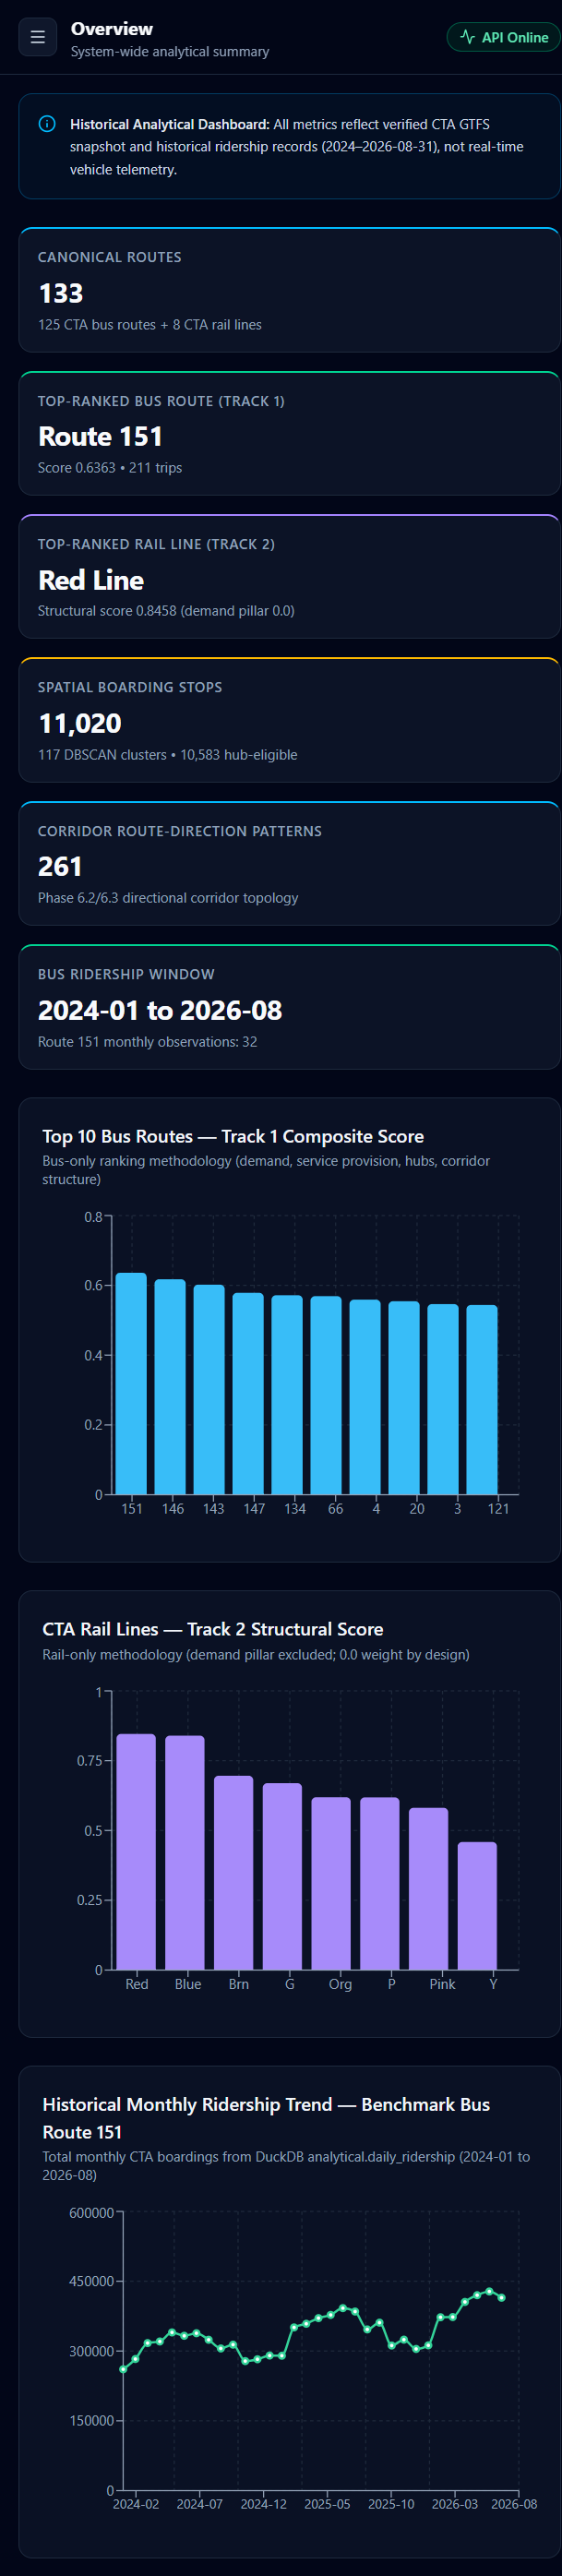 Overview
System-wide analytical summary
API Online
Historical Analytical Dashboard: All metrics reflect verified CTA GTFS
snapshot and historical ridership records (2024–2026-08-31), not real-time
vehicle telemetry.
CANONICAL ROUTES
133
125 CTA bus routes + 8 CTA rail lines
TOP-RANKED BUS ROUTE (TRACK 1)
Route 151
Score 0.6363 • 211 trips
TOP-RANKED RAIL LINE (TRACK 2)
Red Line
Structural score 0.8458 (demand pillar 0.0)
SPATIAL BOARDING STOPS
11,020
117 DBSCAN clusters • 10,583 hub-eligible
CORRIDOR ROUTE-DIRECTION PATTERNS
261
Phase 6.2/6.3 directional corridor topology
BUS RIDERSHIP WINDOW
2024-01 to 2026-08
Route 151 monthly observations: 32
Top 10 Bus Routes — Track 1 Composite Score
Bus-only ranking methodology (demand, service provision, hubs, corridor
structure)
0.8
0.6
0.4
0.2
0
151 146 143 147 134 66 4 20 3 121
CTA Rail Lines — Track 2 Structural Score
Rail-only methodology (demand pillar excluded; 0.0 weight by design)
1
0.75
0.5
0.25
0
Red Blue Brn G Org P Pink Y
Historical Monthly Ridership Trend — Benchmark Bus
Route 151
Total monthly CTA boardings from DuckDB analytical.daily_ridership (2024-01 to
2026-08)
600000
450000
300000
150000
0
2024-02 2024-07 2024-12 2025-05 2025-10 2026-03 2026-08